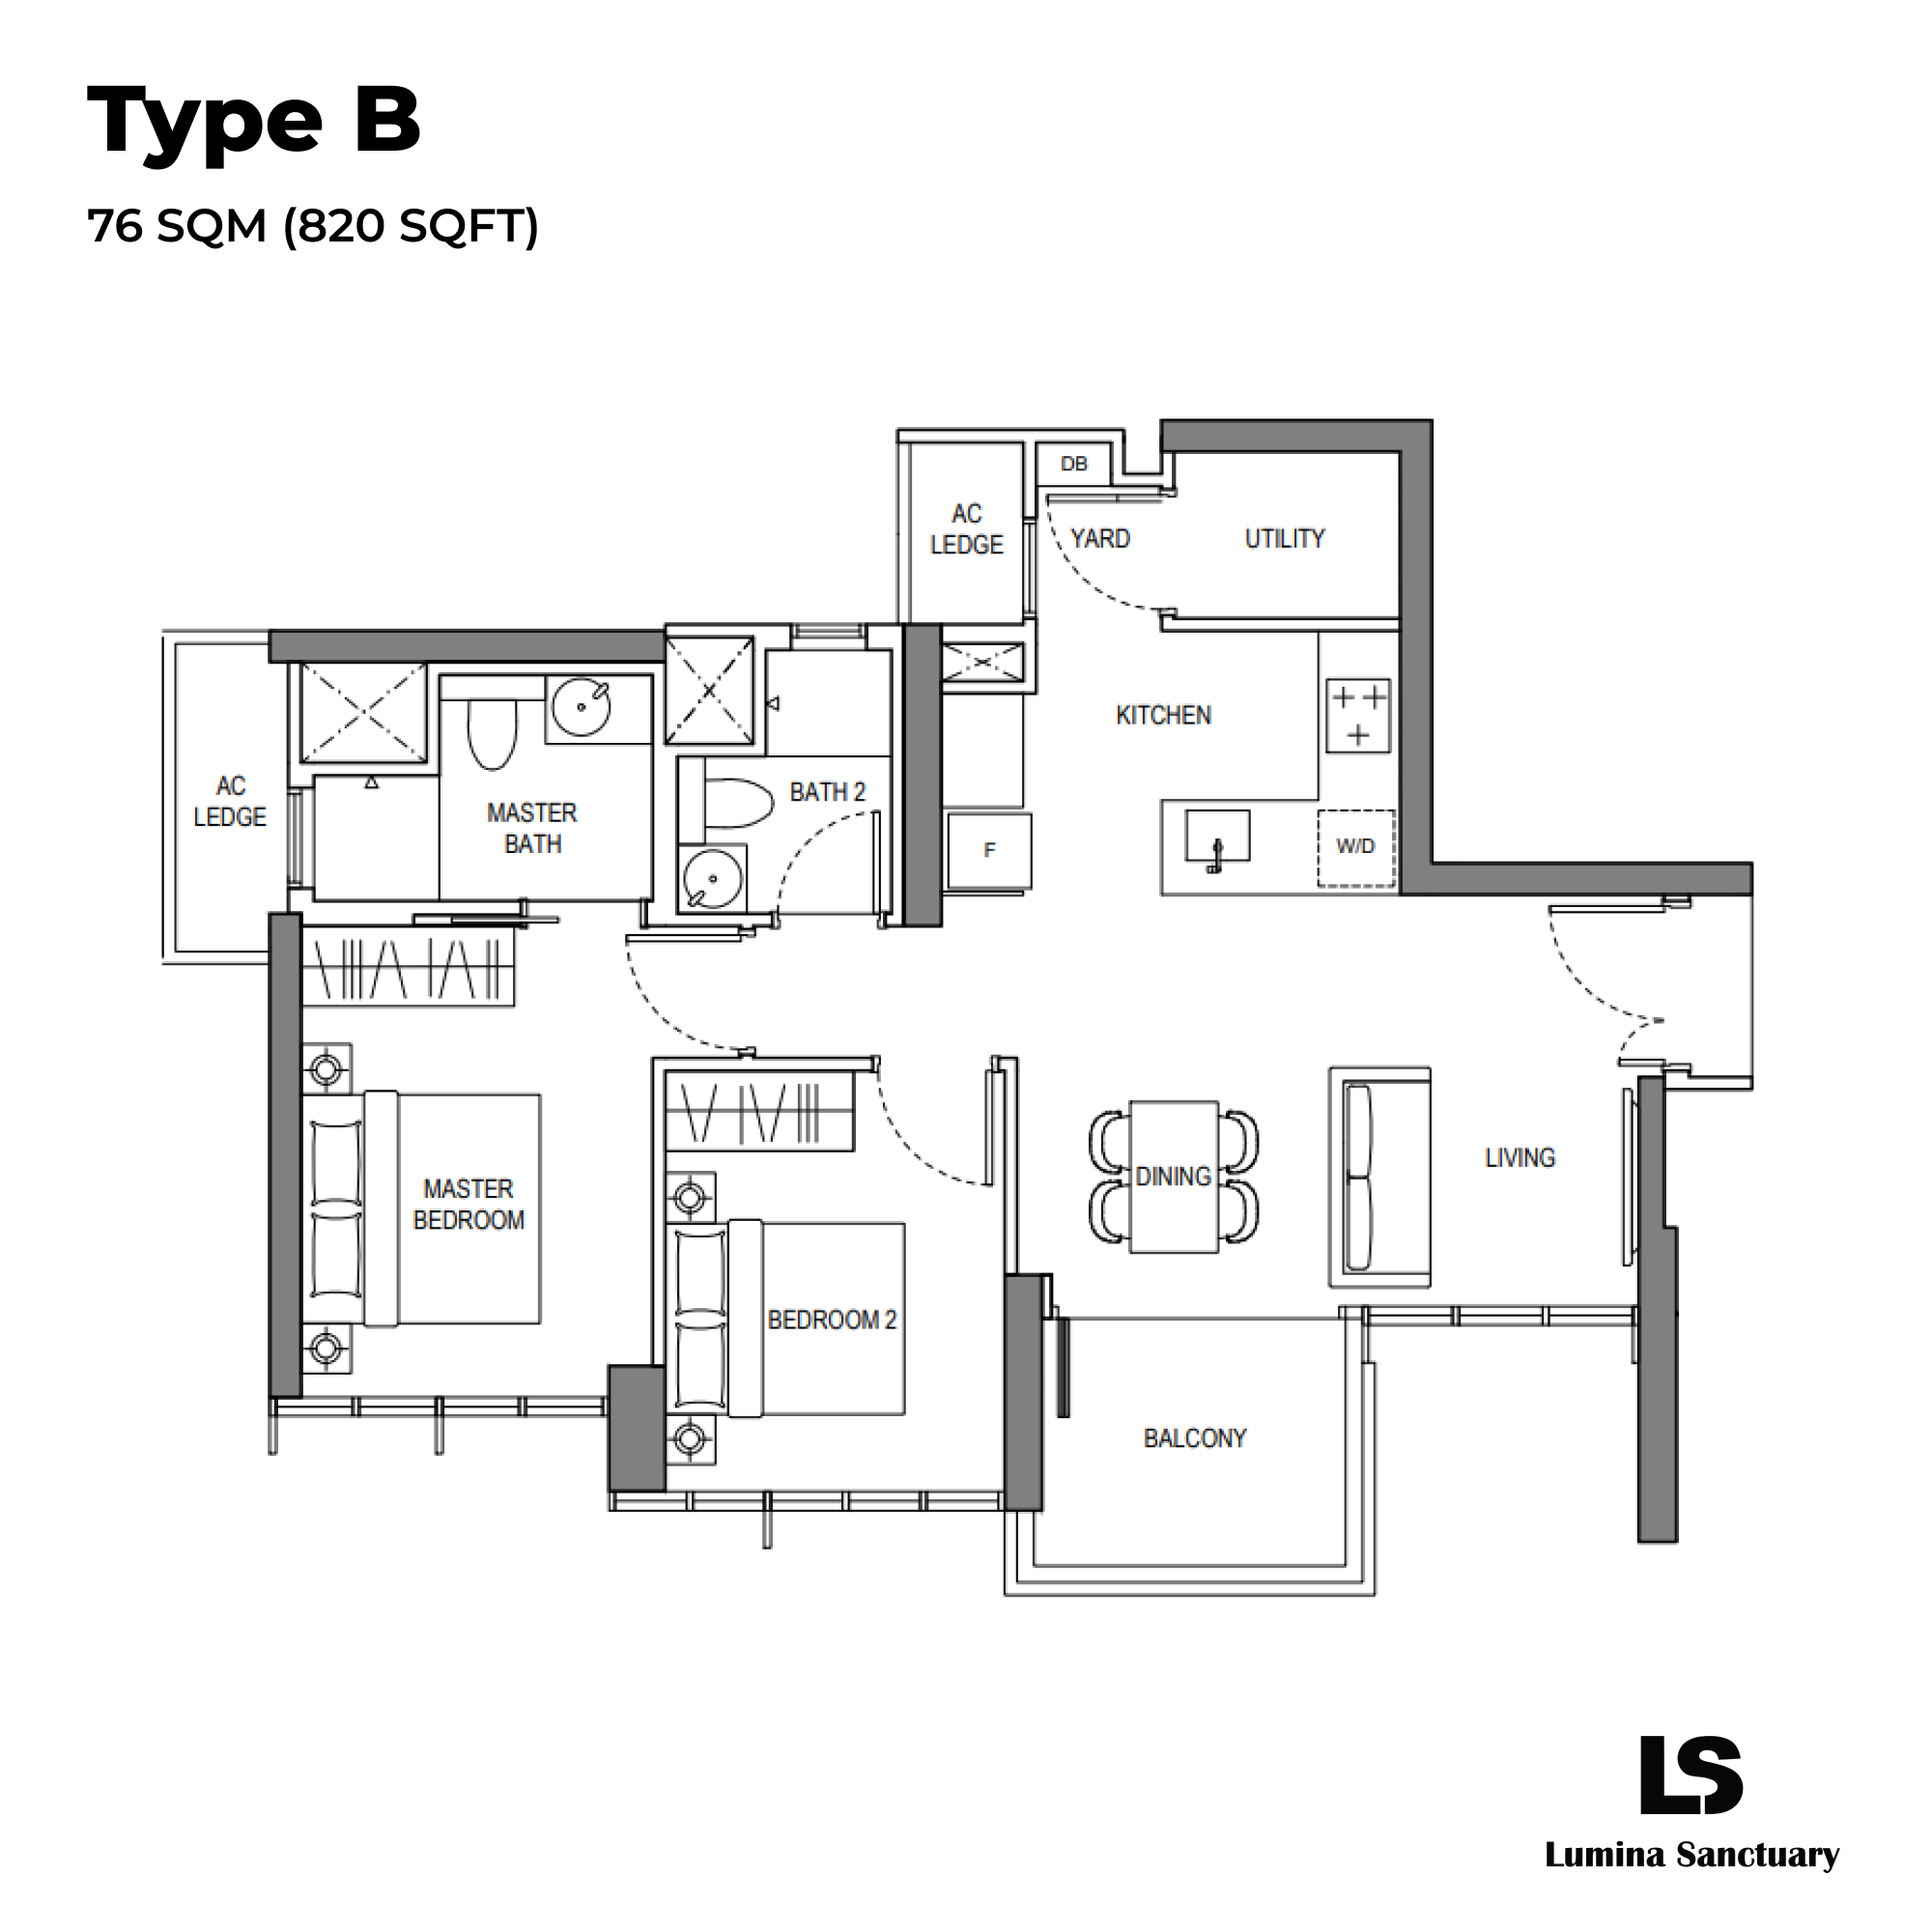 Type B
76 SQM (820 SQFT)
DB
AC
LEDGE
YARD
UTILITY
KITCHEN
AC
LEDGE
MASTER
BATH
BATH 2
F
W/D
MASTER
BEDROOM
BEDROOM 2
DINING
LIVING
BALCONY
LS
Lumina Sanctuary